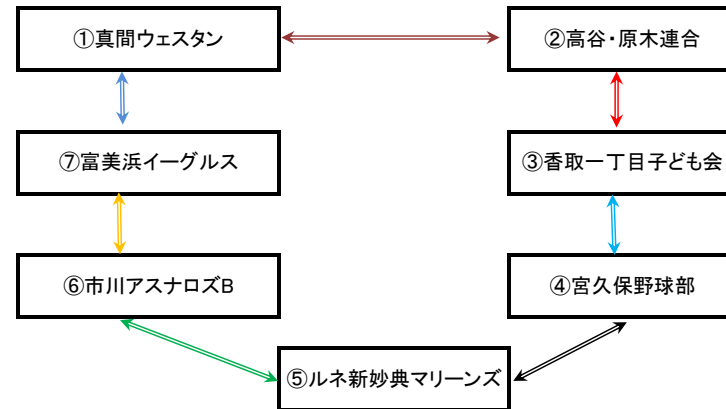 ①真間ウェスタン
②高谷・原木連合
⑦富美浜イーグルス
③香取一丁目子ども会
⑥市川アスナロズB
④宮久保野球部
⑤ルネ新妙典マリーンズ